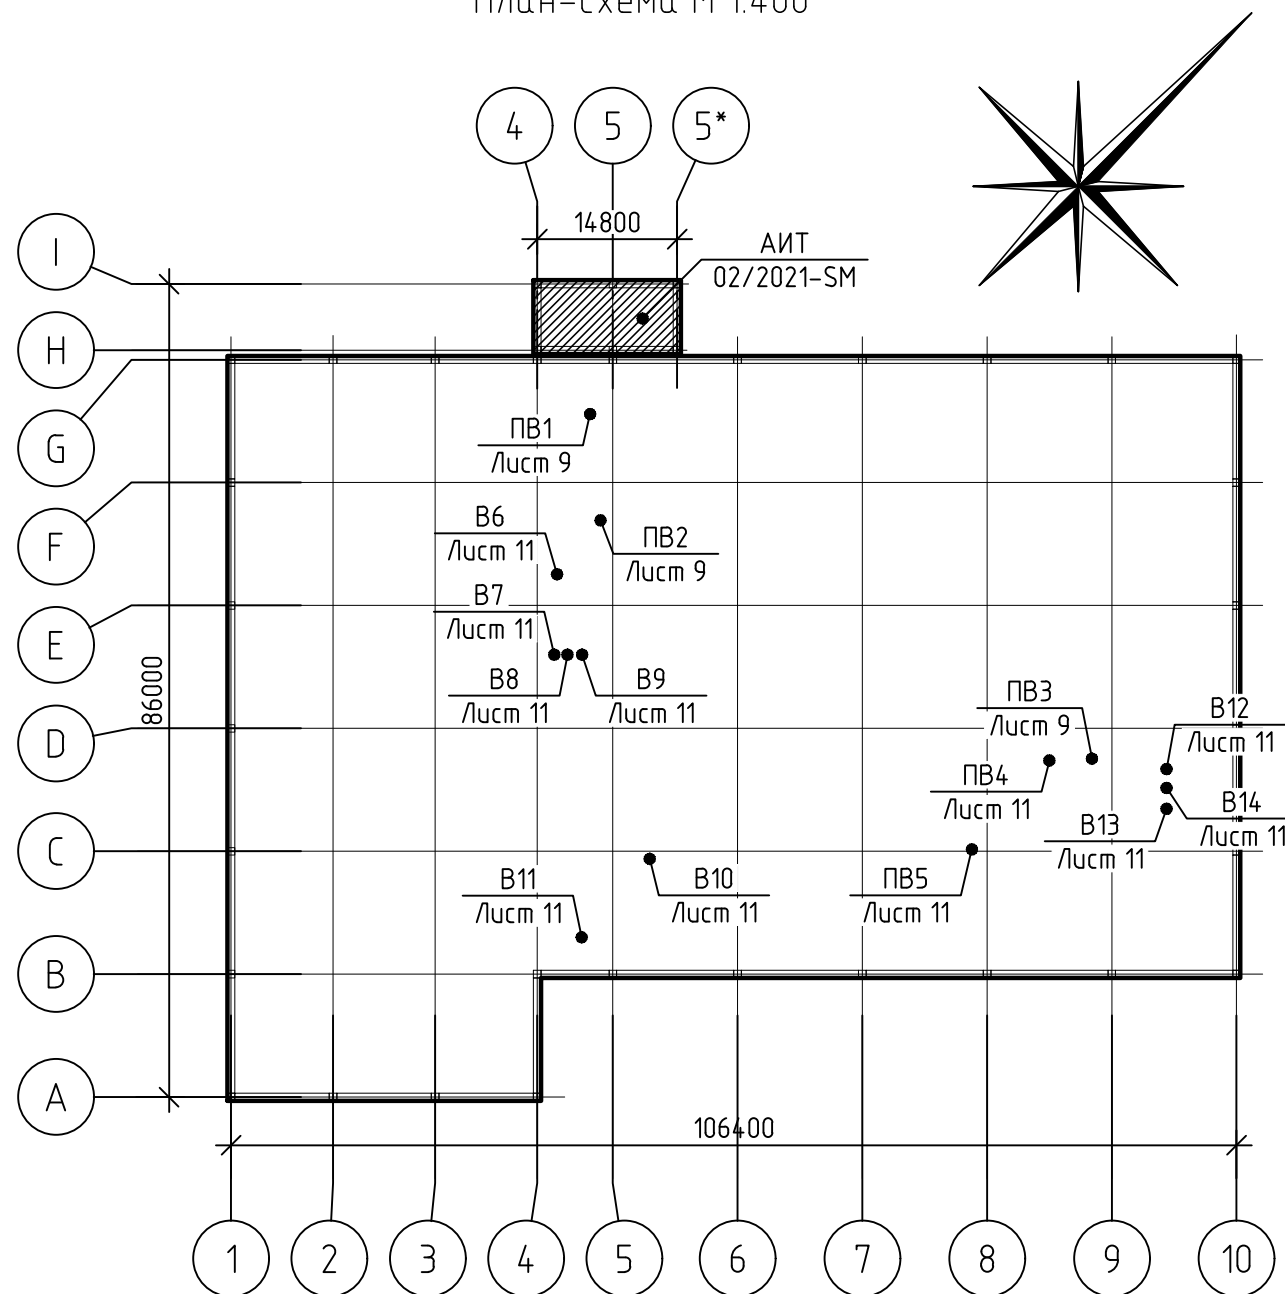 План-схема М 1:400
4
5
5*
14800
АИТ
02/2021-SM
I
H
G
F
E
D
C
B
A
86000
ПВ1
Лист 9
В6
Лист 11
ПВ2
Лист 9
В7
Лист 11
В8
Лист 11
В9
Лист 11
ПВ3
Лист 9
В12
Лист 11
ПВ4
Лист 11
В14
Лист 11
В13
Лист 11
В11
Лист 11
В10
Лист 11
ПВ5
Лист 11
106400
1
2
3
4
5
6
7
8
9
10